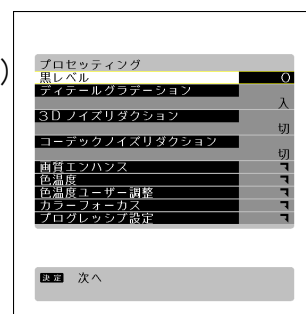 )
プロセッティング
黒レベル 0
ディテールグラデーション
入
3Dノイズリダクション
切
コーデックノイズリダクション
切
画質エンハンス
色温度
色温度ユーザー調整
カラーフォーカス
プログレッシブ設定
決定 次へ